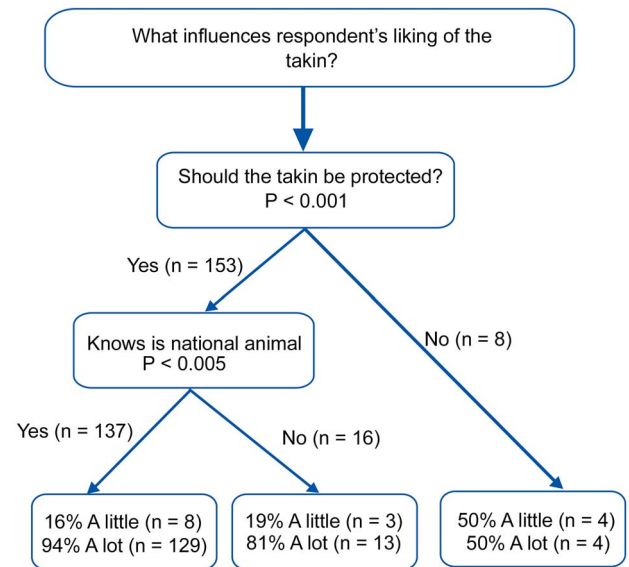 What influences respondent's liking of the
takin?
Should the takin be protected?
P < 0.001
Yes (n = 153)
No (n = 8)
Knows is national animal
P < 0.005
Yes (n = 137)
No (n = 16)
16% A little (n = 8)
94% A lot (n = 129)
19% A little (n = 3)
81% A lot (n = 13)
50% A little (n = 4)
50% A lot (n = 4)